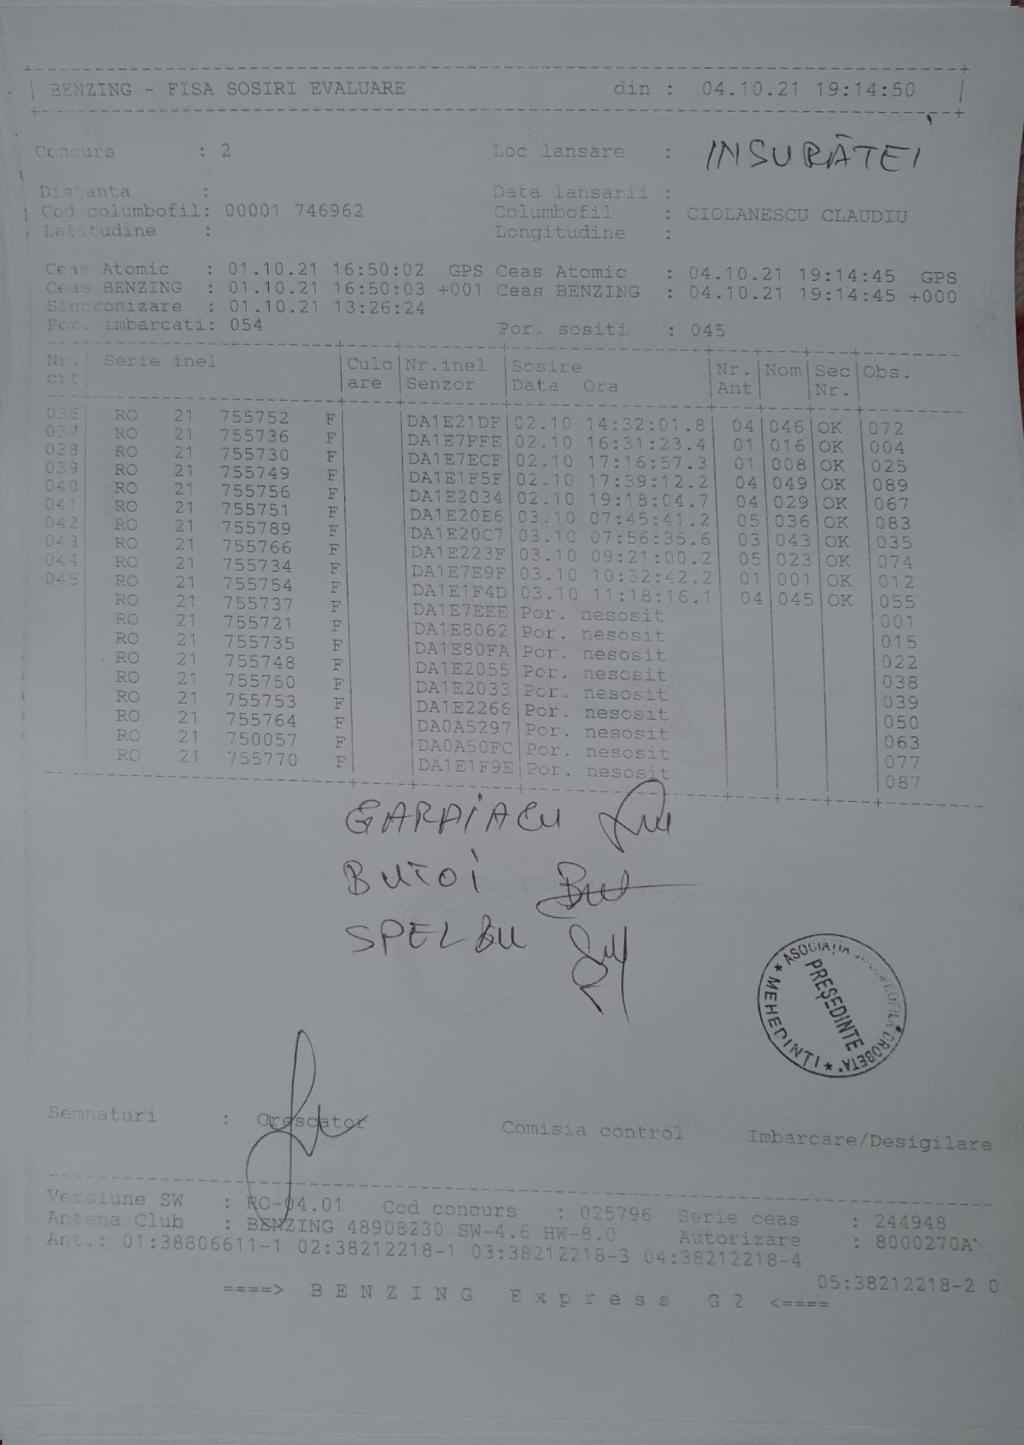 BENZING - FISA SOSIRI EVALUARE din : 04.10.21 19:14:50
Concurs : 2 Loc lansare : INSURĂTEI
Distanta : Data lansarii :
Cod columbofil: 00001 746962 Columbofil : CIOLANESCU CLAUDIU
Latitudine : Longitudine :
Ceas Atomic : 01.10.21 16:50:02 GPS Ceas Atomic : 04.10.21 19:14:45 GPS
Ceas BENZING : 01.10.21 16:50:03 +001 Ceas BENZING : 04.10.21 19:14:45 +000
Sincronizare : 01.10.21 13:26:24
Por. imbarcati: 054 Por. sositi : 045
Nr. Serie inel Culo Nr.inel Sosire Nr. Nom Sec Obs.
crt are Senzor Data Ora Ant Nr.
036 RO 21 755752 F DA1E21DF 02.10 14:32:01.8 04 046 OK 072
037 RO 21 755736 F DA1E7FFE 02.10 16:31:23.4 01 016 OK 004
038 RO 21 755730 F DA1E7ECF 02.10 17:16:57.3 01 008 OK 025
039 RO 21 755749 F DA1E1F5F 02.10 17:39:12.2 04 049 OK 089
040 RO 21 755756 F DA1E2034 02.10 19:18:04.7 04 029 OK 067
041 RO 21 755751 F DA1E20E6 03.10 07:45:41.2 05 036 OK 083
042 RO 21 755789 F DA1E20C7 03.10 07:56:35.6 03 043 OK 035
043 RO 21 755766 F DA1E223F 03.10 09:21:00.2 05 023 OK 074
044 RO 21 755734 F DA1E7E9F 03.10 10:32:42.2 01 001 OK 012
045 RO 21 755754 F DA1E1F4D 03.10 11:18:16.1 04 045 OK 055
RO 21 755737 F DA1E7EEE Por. nesosit 001
RO 21 755721 F DA1E8062 Por. nesosit 015
RO 21 755735 F DA1E80FA Por. nesosit 022
RO 21 755748 F DA1E2055 Por. nesosit 038
RO 21 755750 F DA1E2033 Por. nesosit 039
RO 21 755753 F DA1E2266 Por. nesosit 050
RO 21 755764 F DA0A5297 Por. nesosit 063
RO 21 750057 F DA0A50FC Por. nesosit 077
RO 21 755770 F DA1E1F9E Por. nesosit 087
BUTOI
ASOCIAȚIA COLUMBOFILA DROBETA
PREȘEDINTE
MEHEDINTI
Semnaturi : Crescator Comisia control Imbarcare/Desigilare
Versiune SW : RO-04.01 Cod concurs : 025796 Serie ceas : 244948
Antena Club : BENZING 48908230 SW-4.6 HW-8.0 Autorizare : 8000270A
Ant.: 01:38806611-1 02:38212218-1 03:38212218-3 04:38212218-4
05:38212218-2 0
====> BENZING Express G2 <====